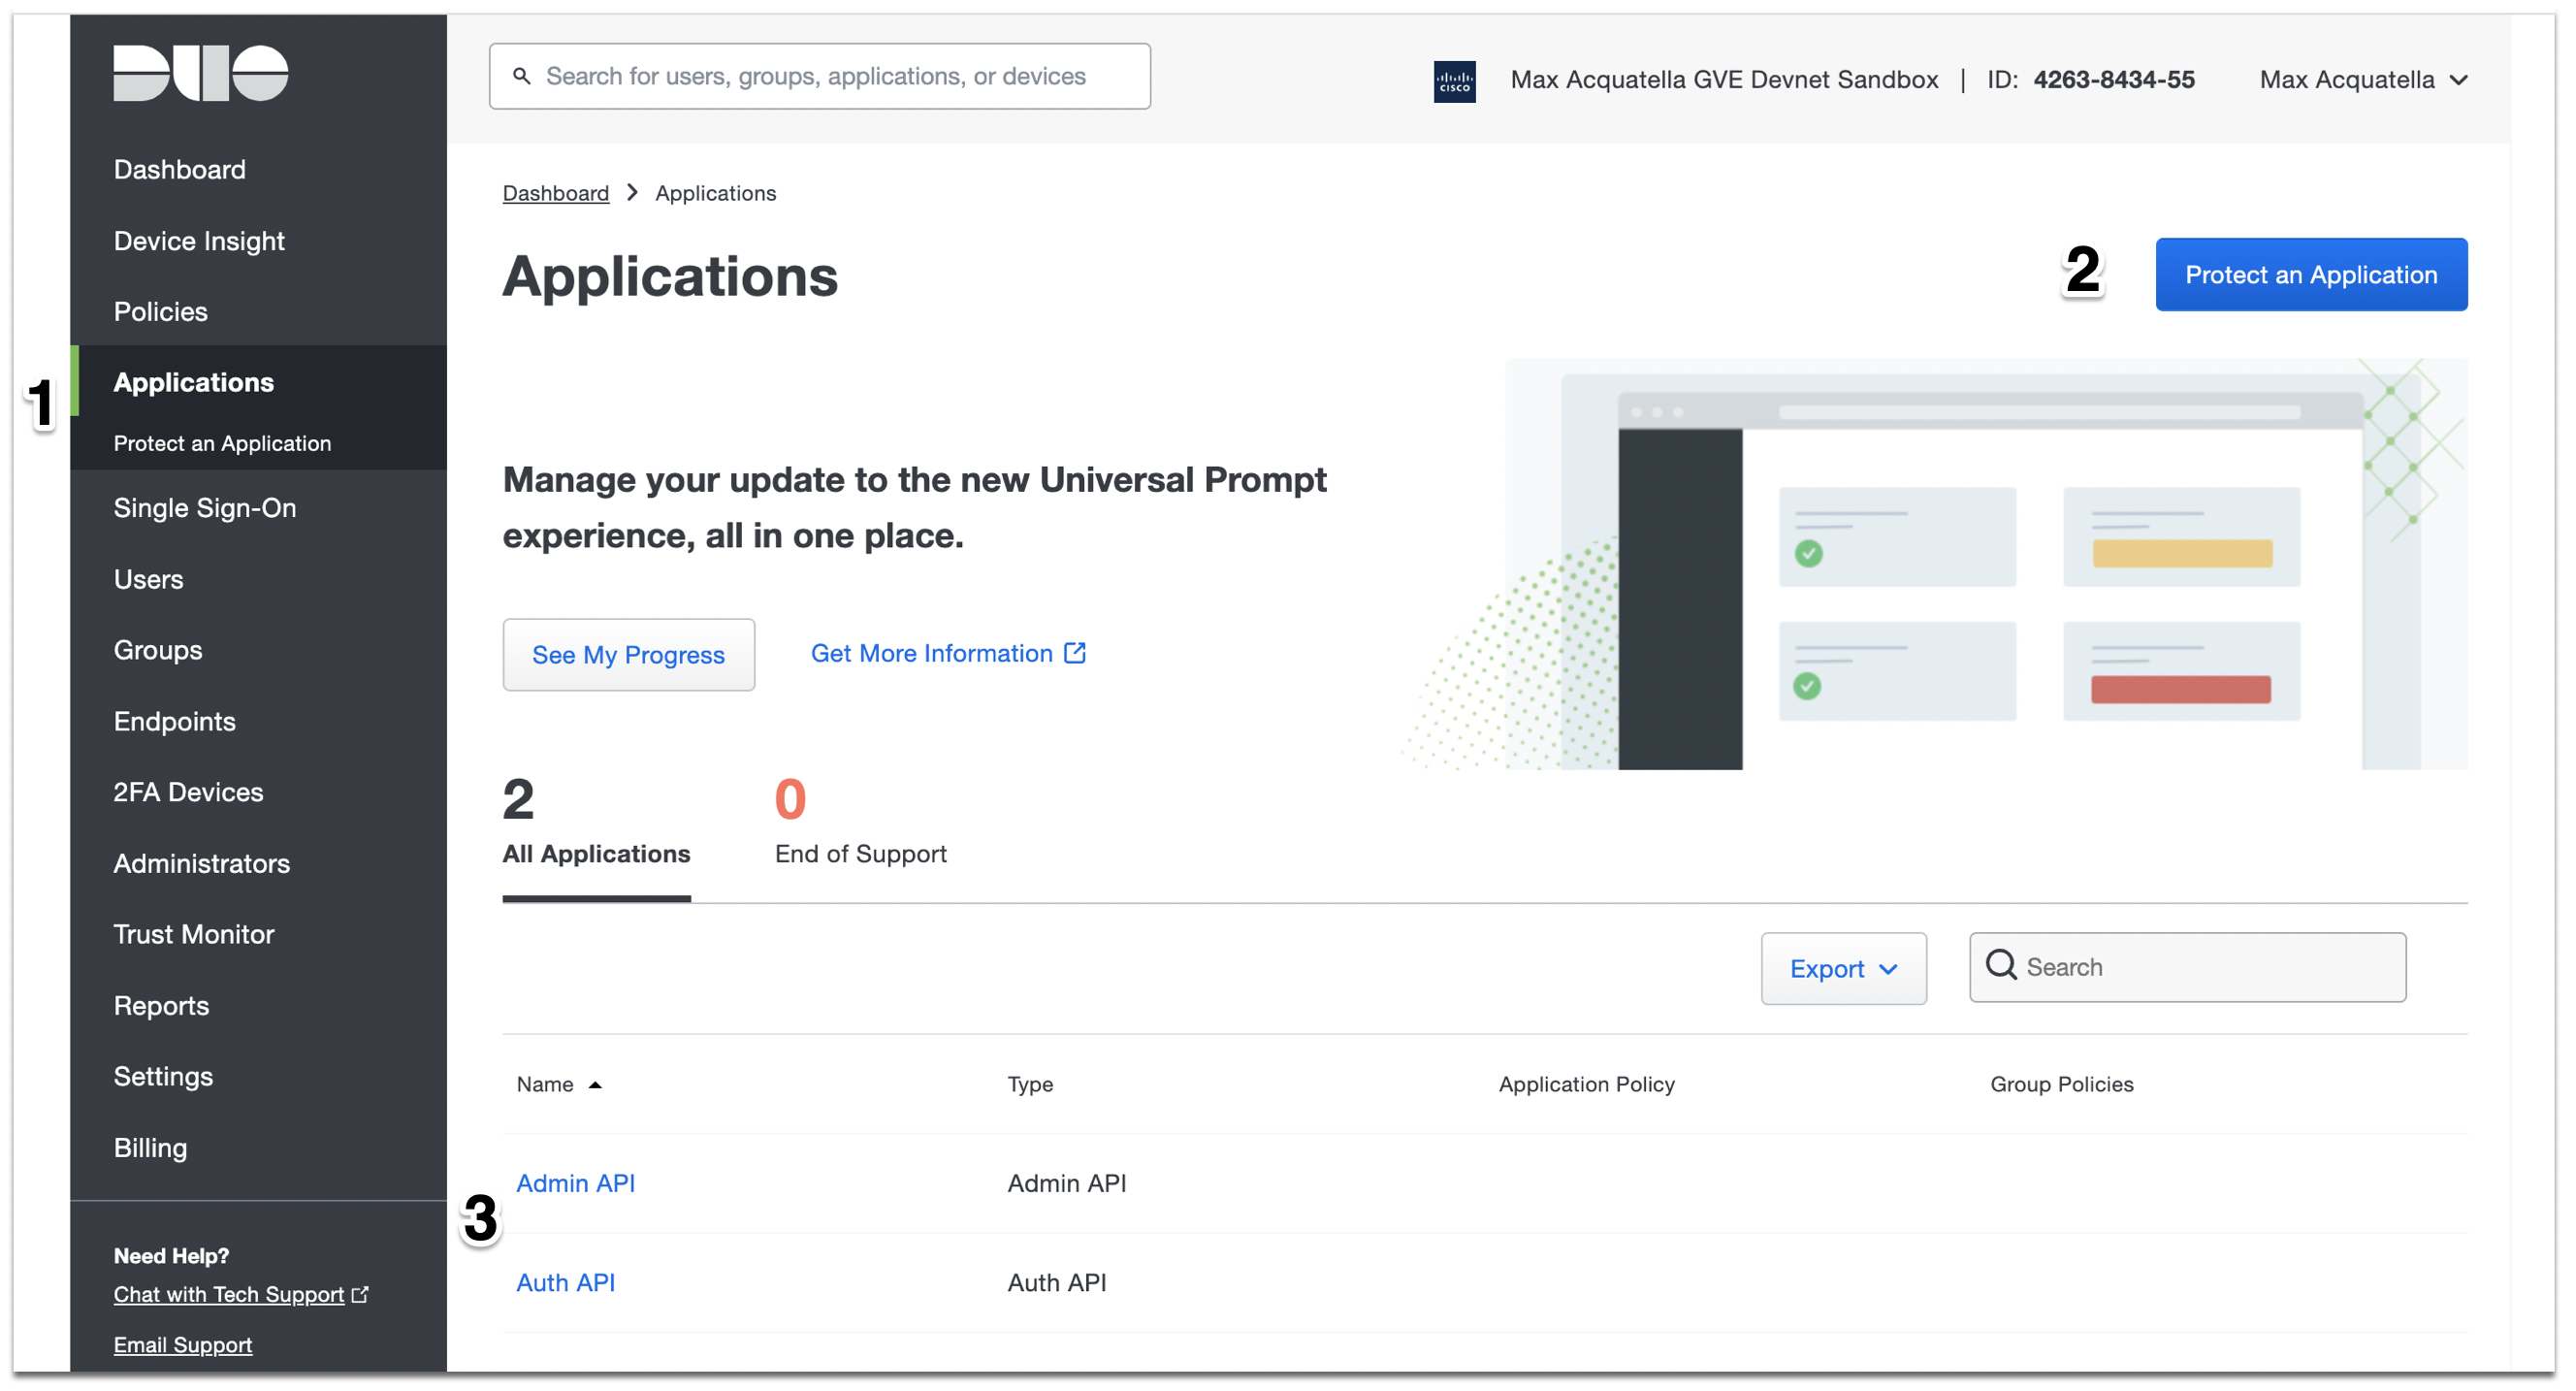 DUO
Search for users, groups, applications, or devices
CISCO
Max Acquatella GVE Devnet Sandbox | ID: 4263-8434-55
Max Acquatella
Dashboard
Device Insight
Policies
1
Applications
Protect an Application
Single Sign-On
Users
Groups
Endpoints
2FA Devices
Administrators
Trust Monitor
Reports
Settings
Billing
Need Help?
Chat with Tech Support
Email Support
Dashboard > Applications
Applications
2
Protect an Application
Manage your update to the new Universal Prompt
experience, all in one place.
See My Progress
Get More Information
2
All Applications
0
End of Support
Export
Search
Name Type Application Policy Group Policies
3
Admin API Admin API
Auth API Auth API